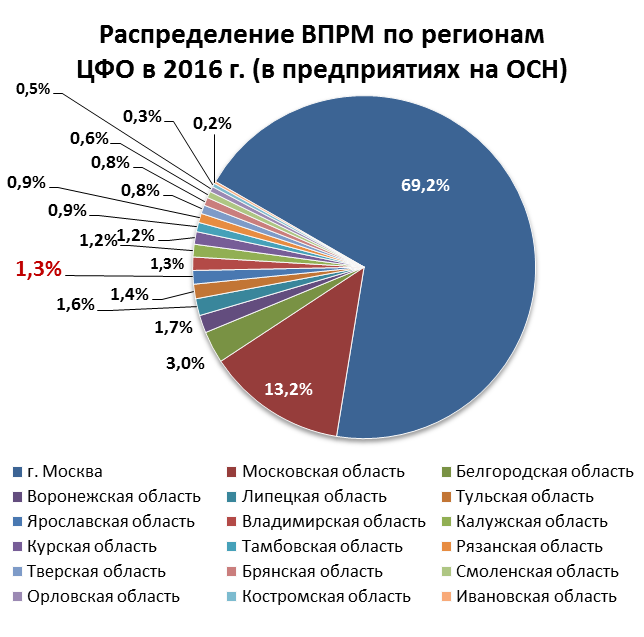 Распределение ВПРМ по регионам
ЦФО в 2016 г. (в предприятиях на ОСН)
69,2%
13,2%
3,0%
1,7%
1,6%
1,4%
1,3%
1,3%
1,2%
1,2%
0,9%
0,9%
0,8%
0,8%
0,6%
0,5%
0,3%
0,2%
г. Москва
Московская область
Белгородская область
Воронежская область
Липецкая область
Тульская область
Ярославская область
Владимирская область
Калужская область
Курская область
Тамбовская область
Рязанская область
Тверская область
Брянская область
Смоленская область
Орловская область
Костромская область
Ивановская область